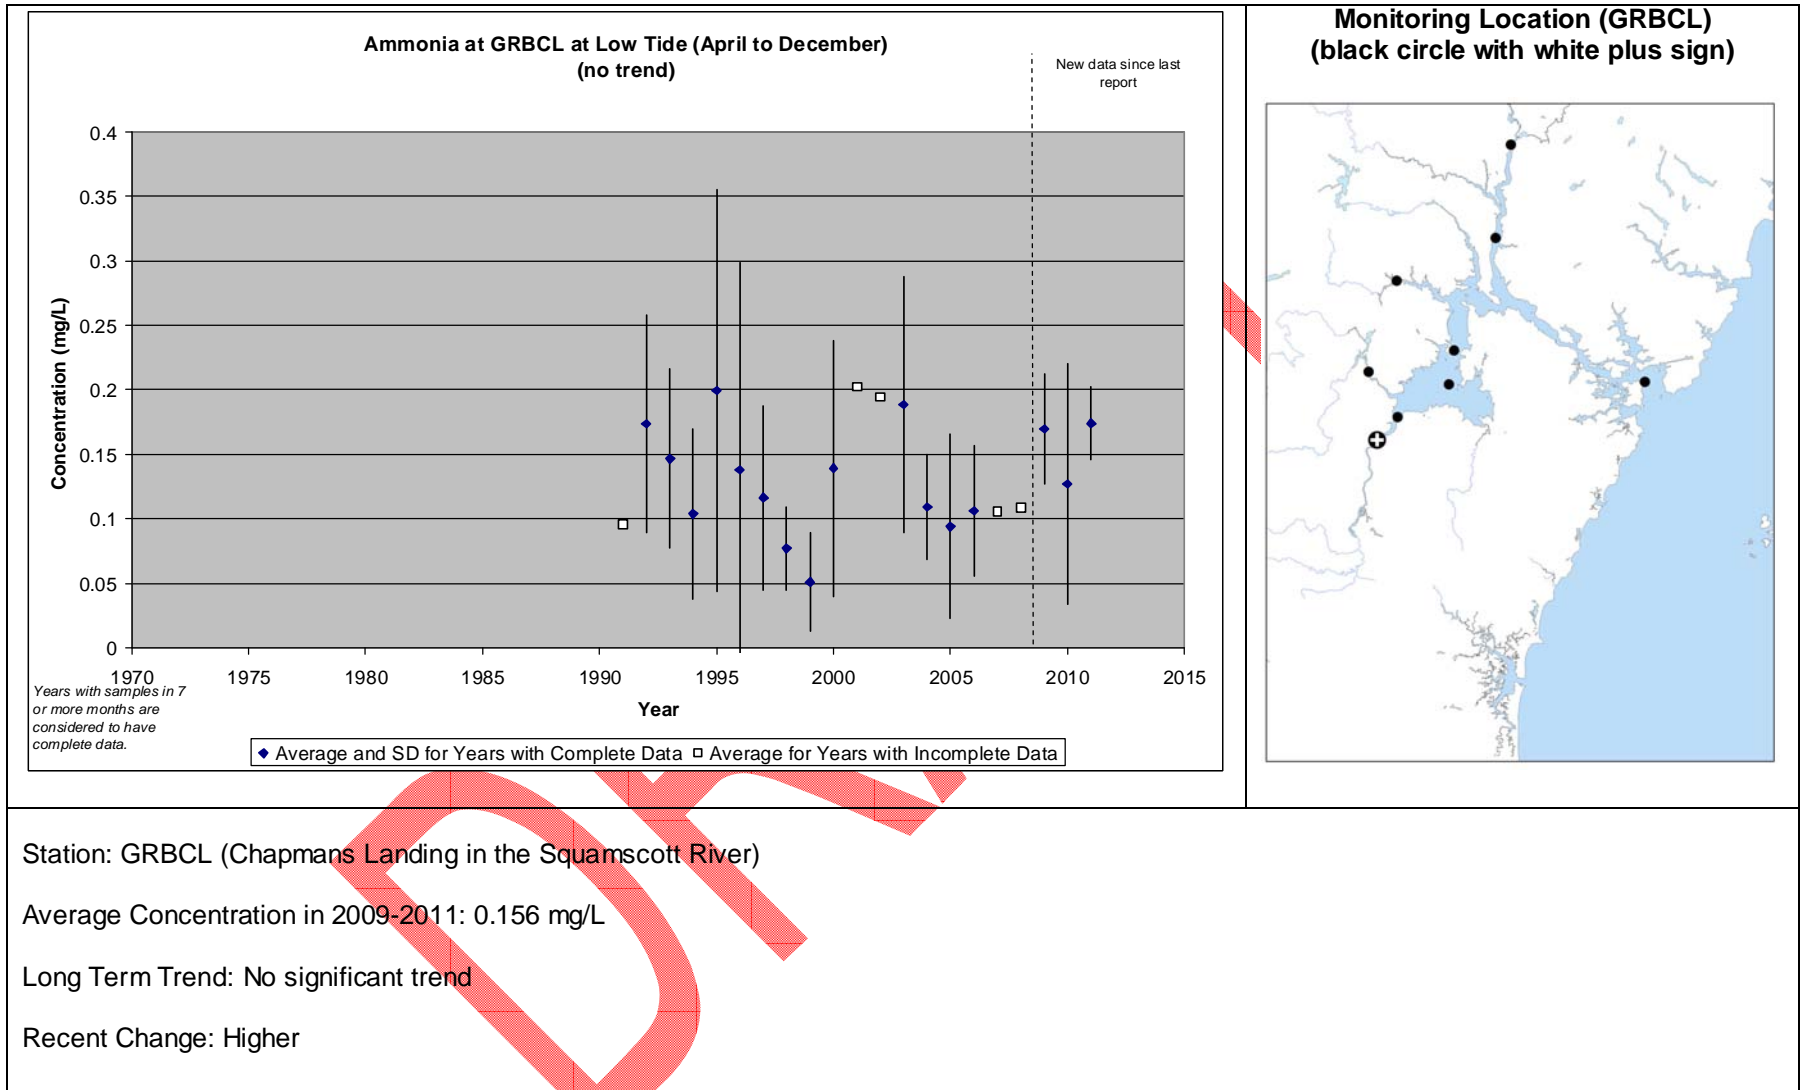 Ammonia at GRBCL at Low Tide (April to December)
(no trend)
New data since last
report
0.4
0.35
0.3
0.25
0.2
0.15
0.1
0.05
0
Concentration (mg/L)
1970 1975 1980 1985 1990 1995 2000 2005 2010 2015
Year
Years with samples in 7
or more months are
considered to have
complete data.
Average and SD for Years with Complete Data Average for Years with Incomplete Data
Monitoring Location (GRBCL)
(black circle with white plus sign)
Station: GRBCL (Chapmans Landing in the Squamscott River)
Average Concentration in 2009-2011: 0.156 mg/L
Long Term Trend: No significant trend
Recent Change: Higher